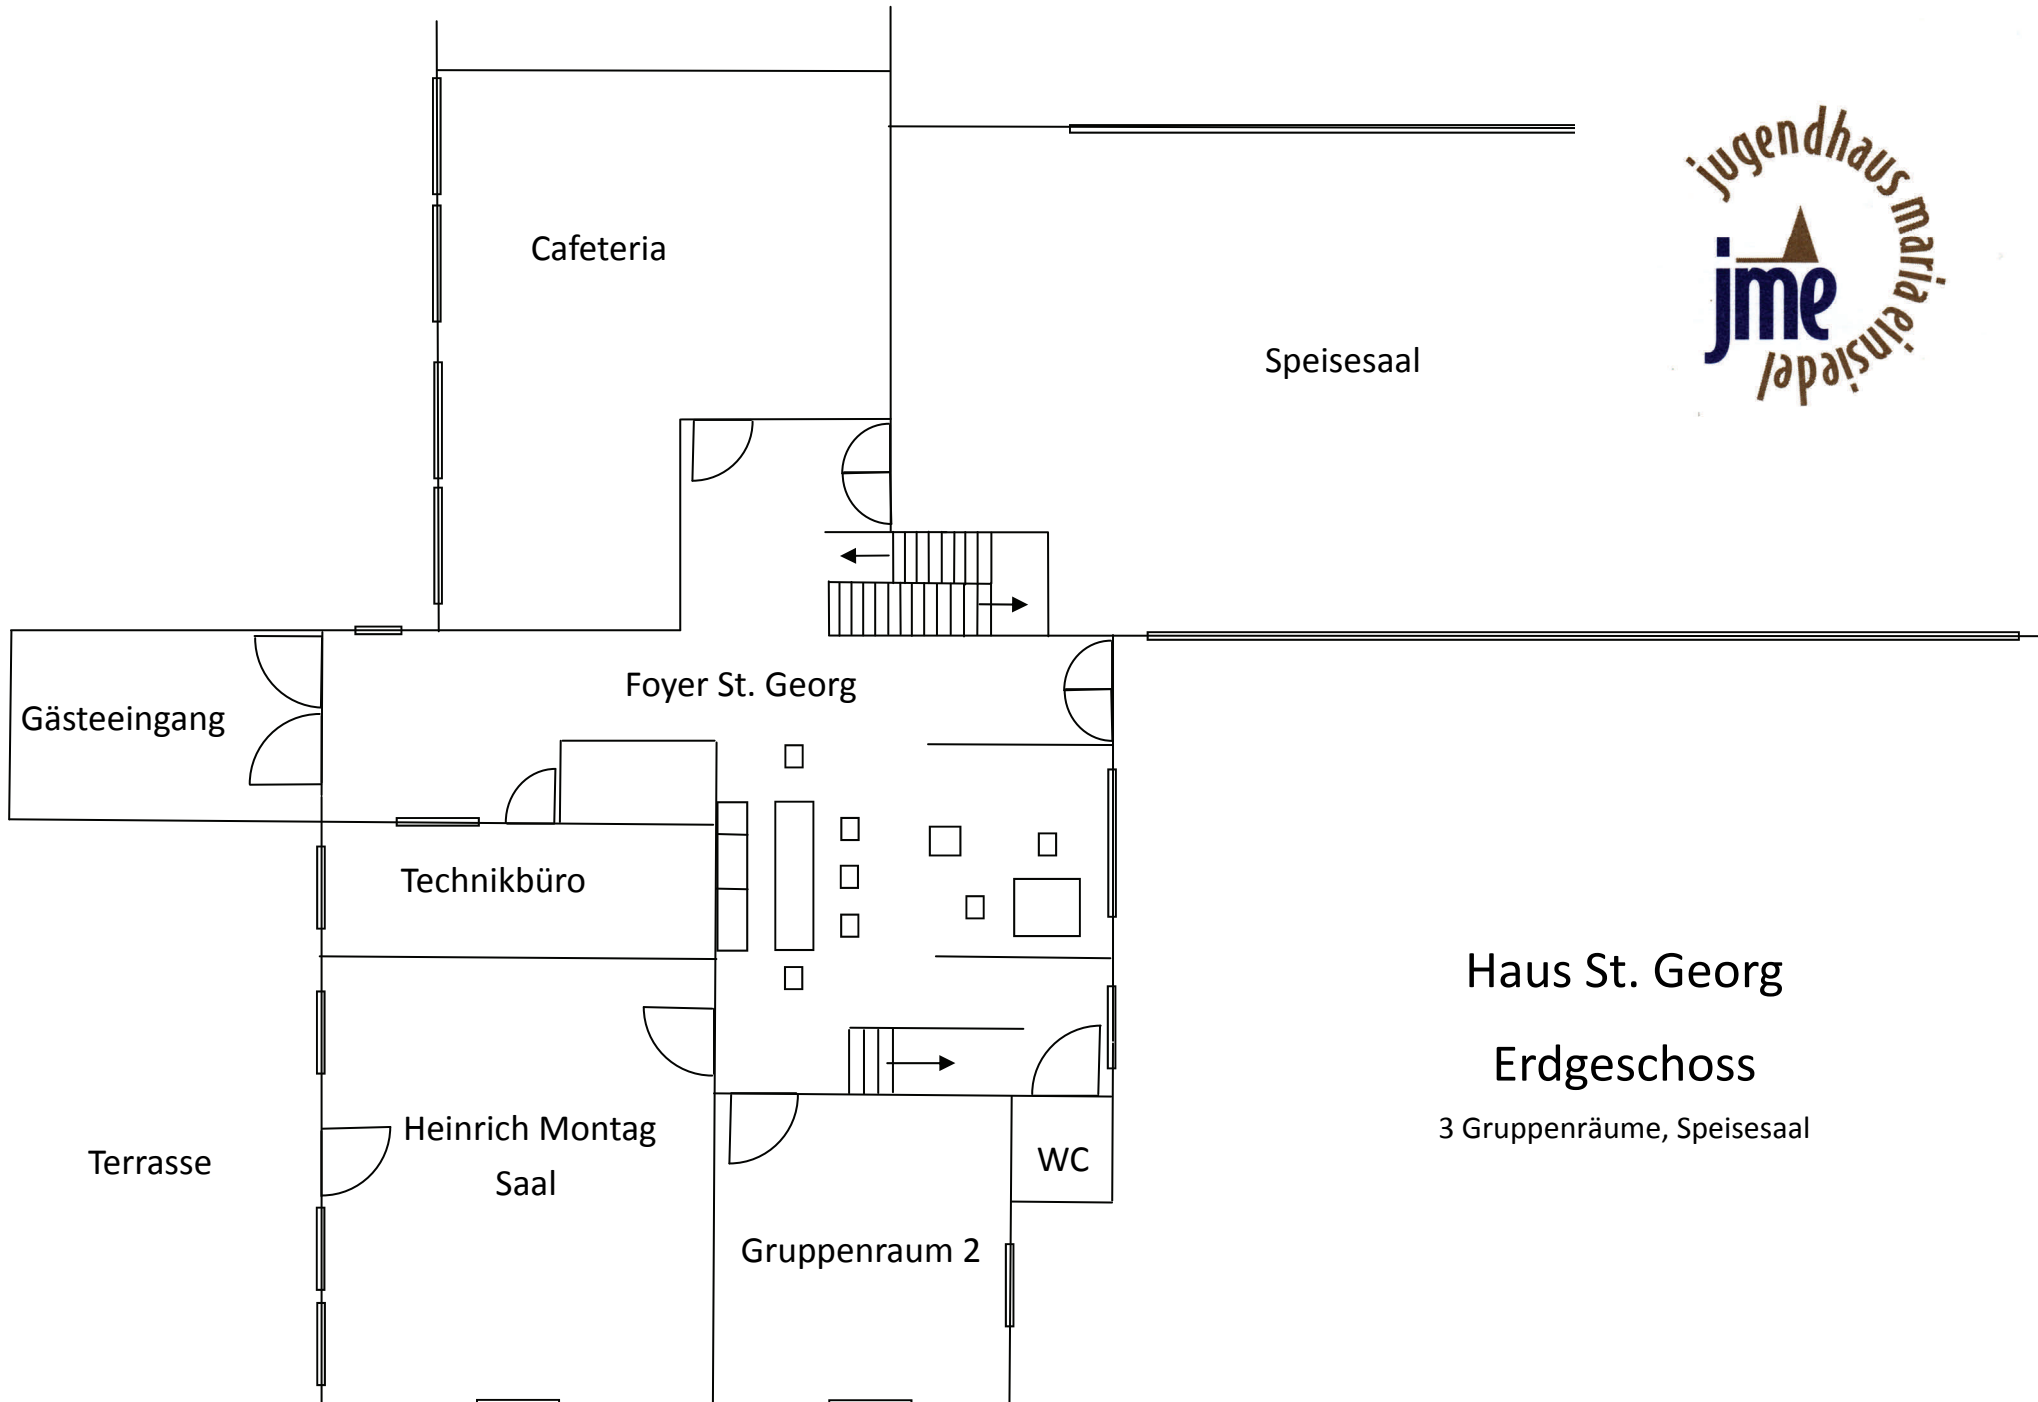 jugendhaus maria einsiedel
jme
Cafeteria
Speisesaal
Foyer St. Georg
Gästeeingang
Technikbüro
Haus St. Georg
Erdgeschoss
3 Gruppenräume, Speisesaal
Heinrich Montag
Saal
Terrasse
WC
Gruppenraum 2